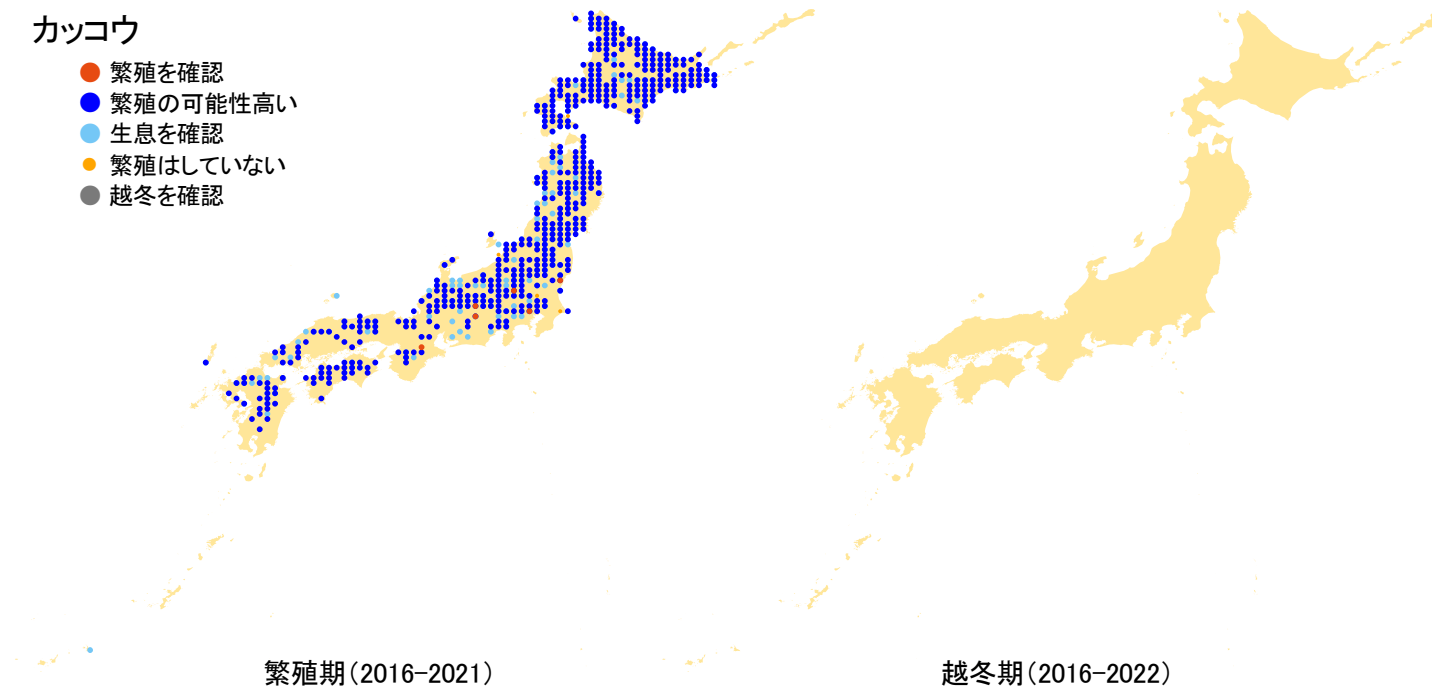 カッコウ
繁殖を確認
繁殖の可能性高い
生息を確認
繁殖はしていない
越冬を確認
繁殖期(2016-2021)
越冬期(2016-2022)